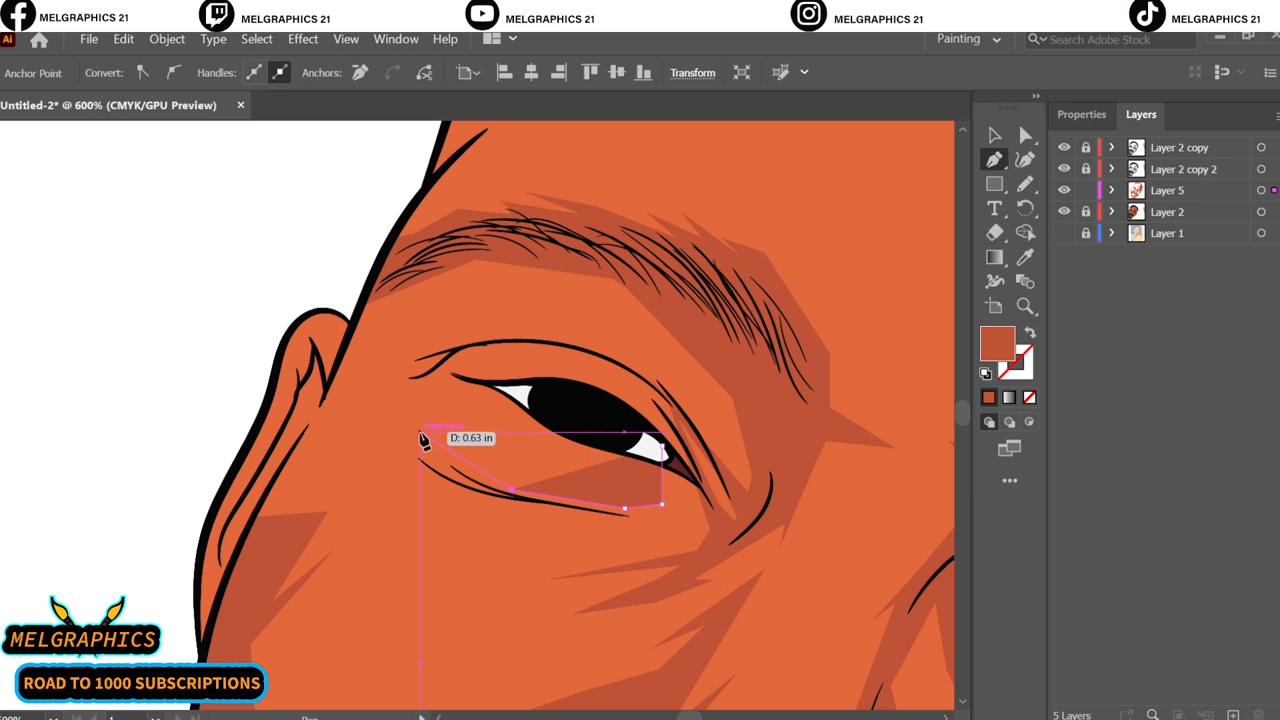 MELGRAPHICS 21
MELGRAPHICS 21
MELGRAPHICS 21
MELGRAPHICS 21
MELGRAPHICS 21
Ai
File Edit Object Type Select Effect View Window Help
Painting
Search Adobe Stock
Anchor Point
Convert:
Handles:
Anchors:
Transform
Untitled-2* @ 600% (CMYK/GPU Preview)
Properties
Layers
Layer 2 copy
Layer 2 copy 2
Layer 5
Layer 2
Layer 1
D: 0.63 in
MELGRAPHICS
ROAD TO 1000 SUBSCRIPTIONS
5 Layers